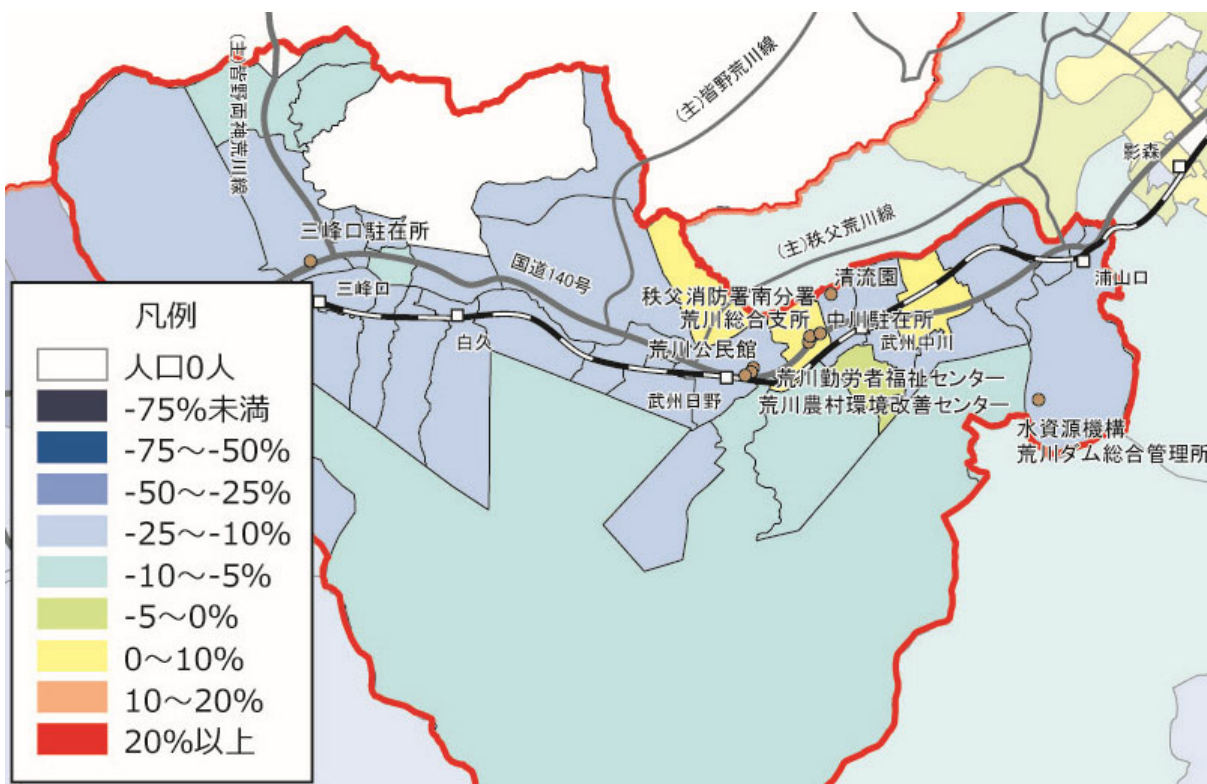 (主)皆野両神荒川線
(主)皆野荒川線
影森
三峰口駐在所
(主)秩父荒川線
国道140号
清流園
浦山口
秩父消防署南分署
三峰口
荒川総合支所
中川駐在所
白久
荒川公民館
武州中川
武州日野
荒川勤労者福祉センター
荒川農村環境改善センター
水資源機構
荒川ダム総合管理所
凡例
人口0人
-75%未満
-75~-50%
-50~-25%
-25~-10%
-10~-5%
-5~0%
0~10%
10~20%
20%以上